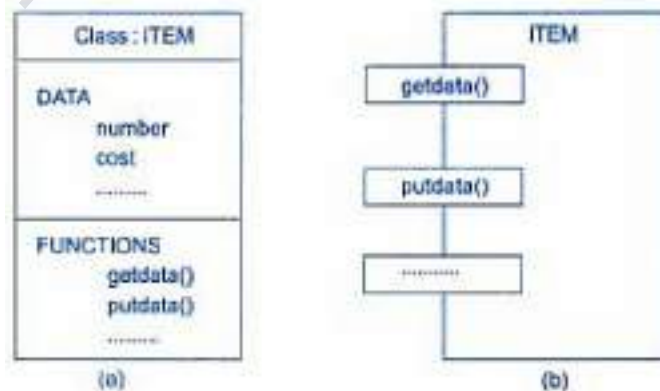 Class : ITEM
DATA
number
cost
.........
FUNCTIONS
getdata()
putdata()
.........
(a)
ITEM
getdata()
putdata()
..........
(b)